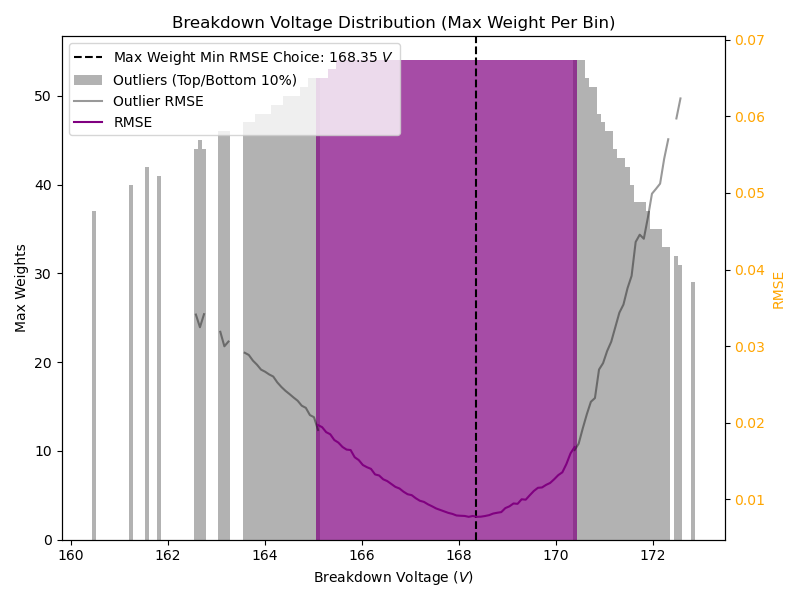 Breakdown Voltage Distribution (Max Weight Per Bin)
Max Weight Min RMSE Choice: 168.35 V
Outliers (Top/Bottom 10%)
Outlier RMSE
RMSE
Max Weights
0
10
20
30
40
50
160
162
164
166
168
170
172
Breakdown Voltage (V)
0.07
0.06
0.05
0.04
0.03
0.02
0.01
RMSE